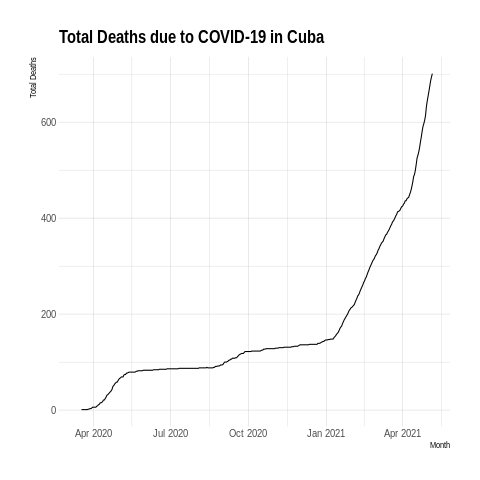 Total Deaths due to COVID-19 in Cuba
Total Deaths
600
400
200
0
Apr 2020 Jul 2020 Oct 2020 Jan 2021 Apr 2021
Month